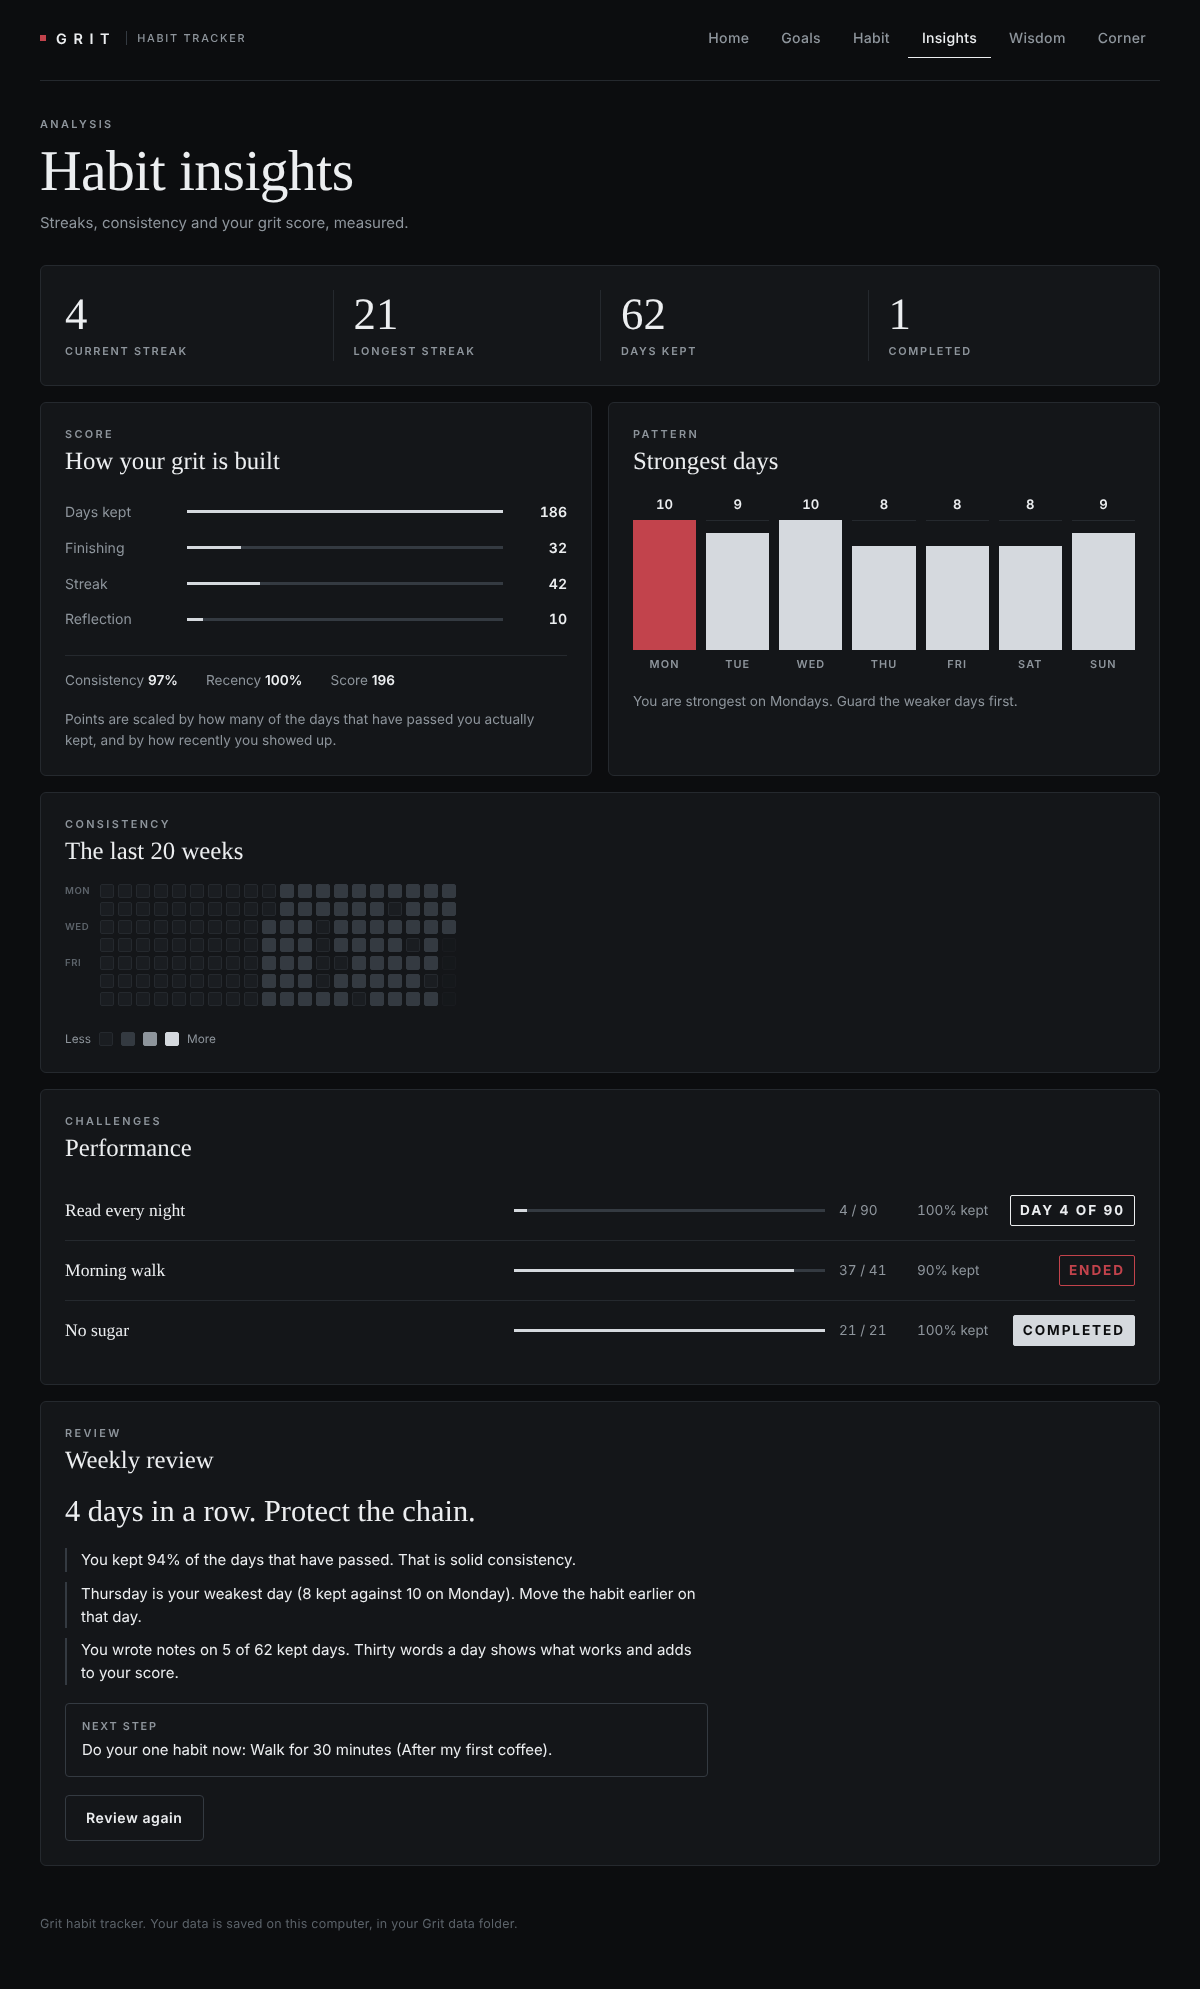 GRIT
HABIT TRACKER
Home
Goals
Habit
Insights
Wisdom
Corner
ANALYSIS
Habit insights
Streaks, consistency and your grit score, measured.
4
CURRENT STREAK
21
LONGEST STREAK
62
DAYS KEPT
1
COMPLETED
SCORE
How your grit is built
Days kept 186
Finishing 32
Streak 42
Reflection 10
Consistency 97% Recency 100% Score 196
Points are scaled by how many of the days that have passed you actually
kept, and by how recently you showed up.
PATTERN
Strongest days
10 9 10 8 8 8 9
MON TUE WED THU FRI SAT SUN
You are strongest on Mondays. Guard the weaker days first.
CONSISTENCY
The last 20 weeks
MON
WED
FRI
Less More
CHALLENGES
Performance
Read every night 4 / 90 100% kept DAY 4 OF 90
Morning walk 37 / 41 90% kept ENDED
No sugar 21 / 21 100% kept COMPLETED
REVIEW
Weekly review
4 days in a row. Protect the chain.
You kept 94% of the days that have passed. That is solid consistency.
Thursday is your weakest day (8 kept against 10 on Monday). Move the habit earlier on
that day.
You wrote notes on 5 of 62 kept days. Thirty words a day shows what works and adds
to your score.
NEXT STEP
Do your one habit now: Walk for 30 minutes (After my first coffee).
Review again
Grit habit tracker. Your data is saved on this computer, in your Grit data folder.